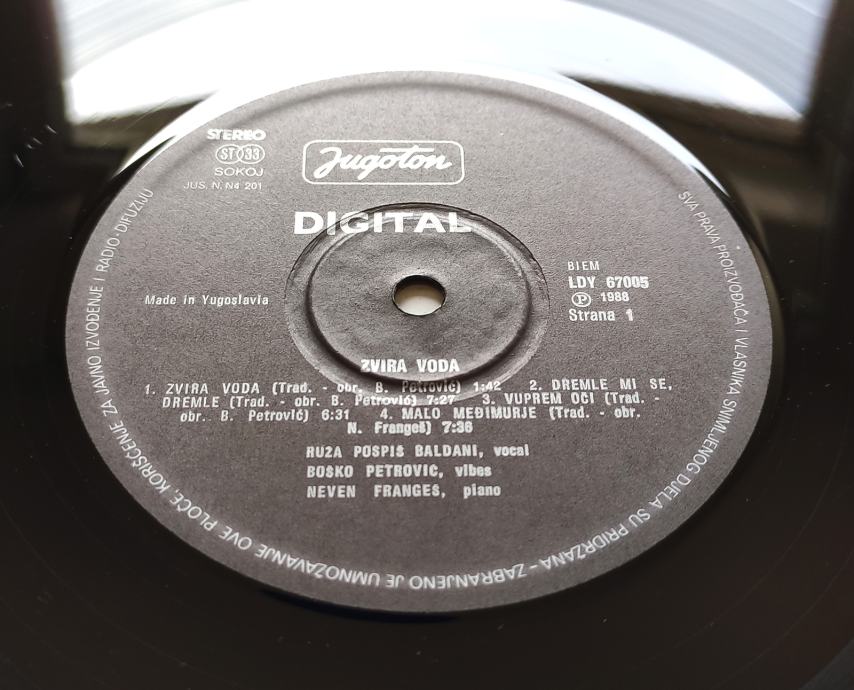 STEREO
ST 33
SOKOJ
JUS. N. N4 201
Jugoton
DIGITAL
Made in Yugoslavia
BIEM
LDY 67005
Ⓟ 1988
Strana 1
ZVIRA VODA
1. ZVIRA VODA (Trad. - obr. B. Petrović) 1:42 2. DREMLE MI SE,
DREMLE (Trad. - obr. B. Petrović) 7:27 3. VUPREM OCI (Trad. -
obr. B. Petrović) 6:31 4. MALO MEĐIMURJE (Trad. - obr.
N. Frangeš) 7:36
RUŽA POSPIŠ BALDANI, vocal
BOŠKO PETROVIC, vibes
NEVEN FRANGEŠ, piano
SVA PRAVA PROIZVOĐAČA I VLASNIKA SNIMLJENOG DJELA SU PRIDRŽANA - ZABRANJENO JE UMNOŽAVANJE OVE PLOČE, KORIŠĆENJE ZA JAVNO IZVOĐENJE I RADIO-DIFUZIJU